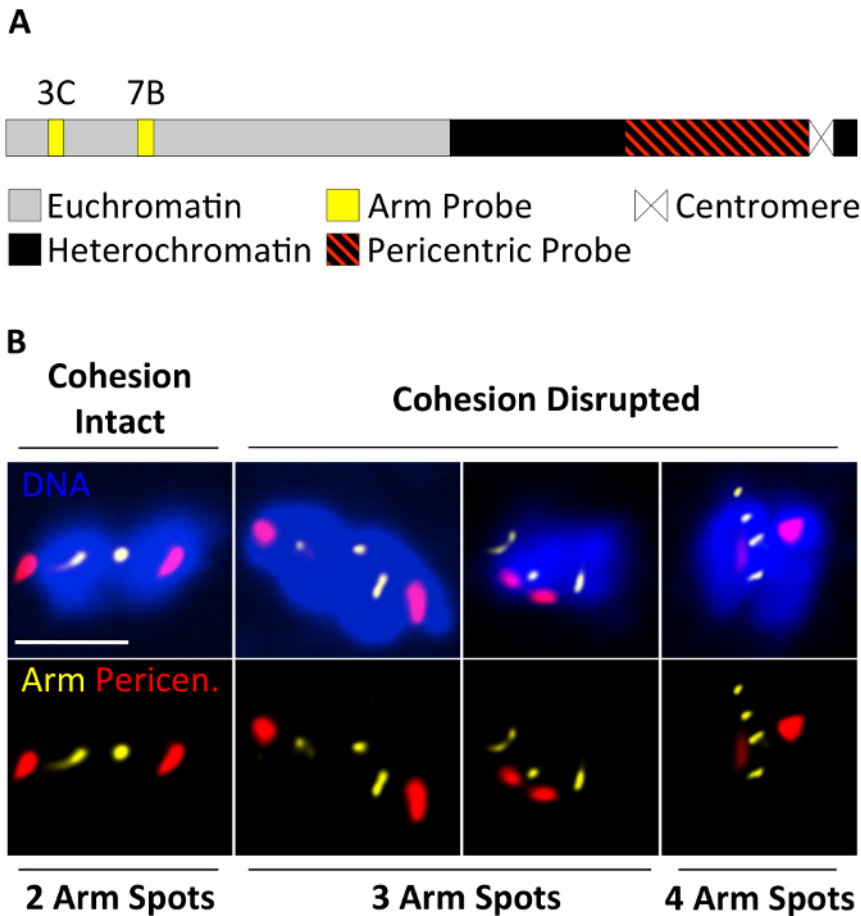 A
3C 7B
Euchromatin Arm Probe Centromere
Heterochromatin Pericentric Probe
B
Cohesion
Intact
Cohesion Disrupted
DNA
Arm Pericen.
2 Arm Spots 3 Arm Spots 4 Arm Spots